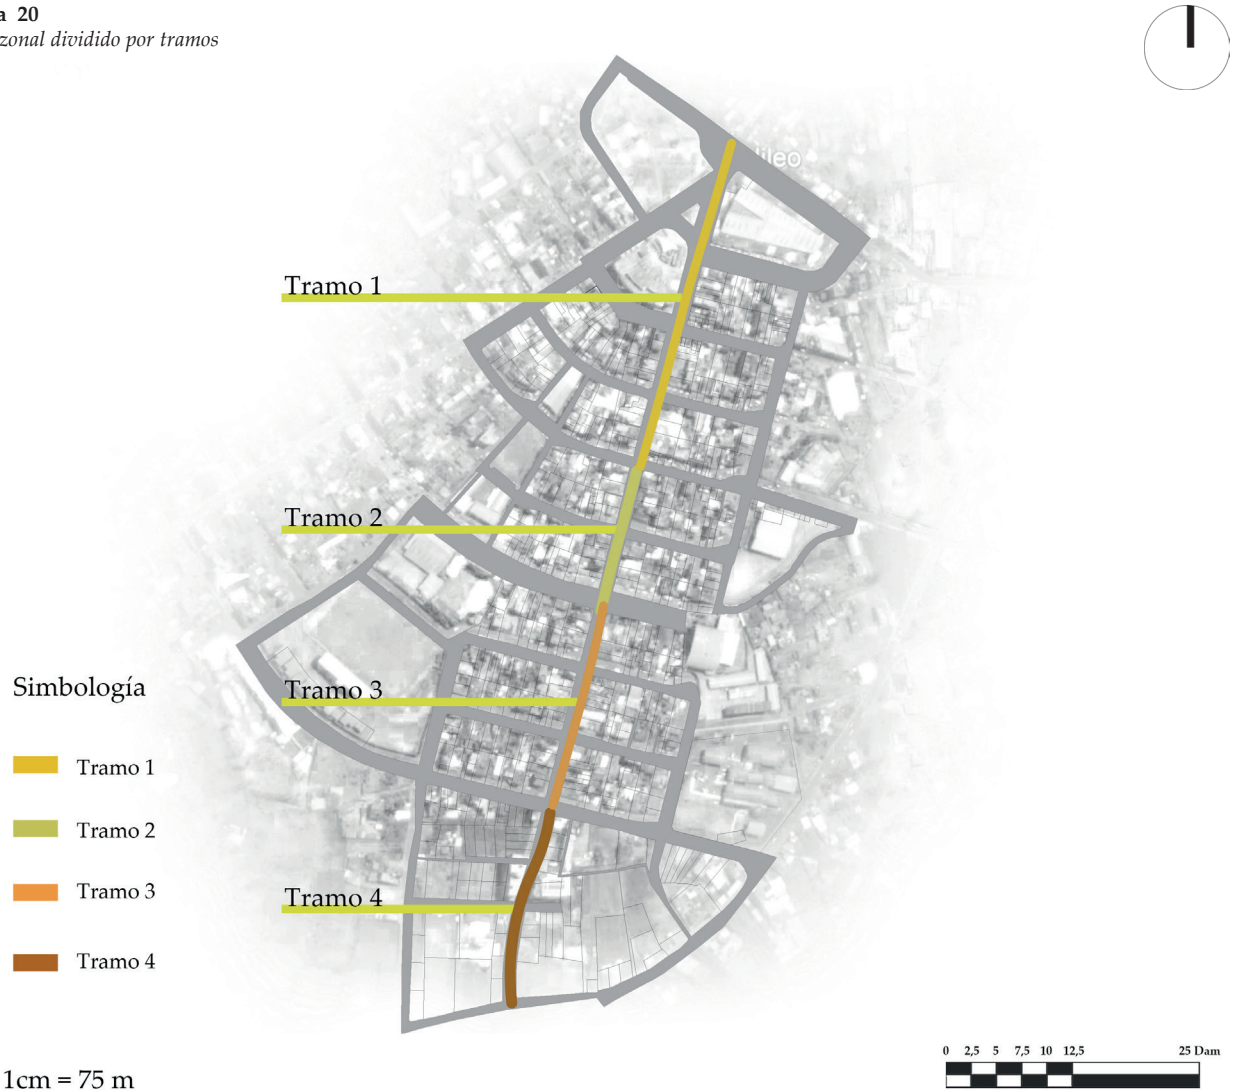 a 20
zonal dividido por tramos
ileo
Tramo 1
Tramo 2
Tramo 3
Tramo 4
Simbología
Tramo 1
Tramo 2
Tramo 3
Tramo 4
0 2,5 5 7,5 10 12,5 25 Dam
1cm = 75 m